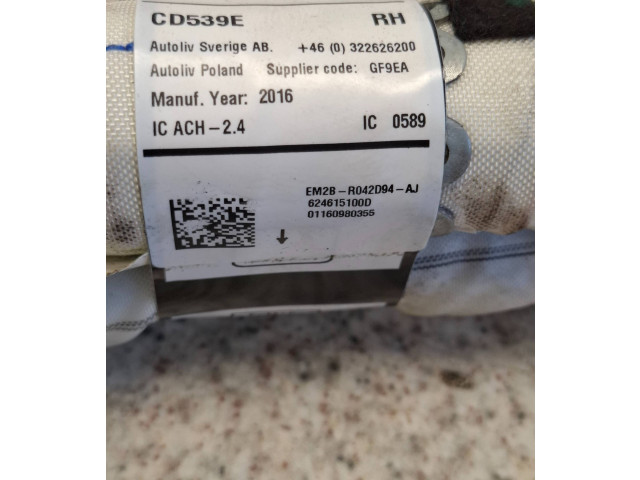 CD539E RH
Autoliv Sverige AB. +46 (0) 322626200
Autoliv Poland Supplier code: GF9EA
Manuf. Year: 2016
IC ACH-2.4 IC 0589
EM2B-R042D94-AJ
624615100D
01160980355